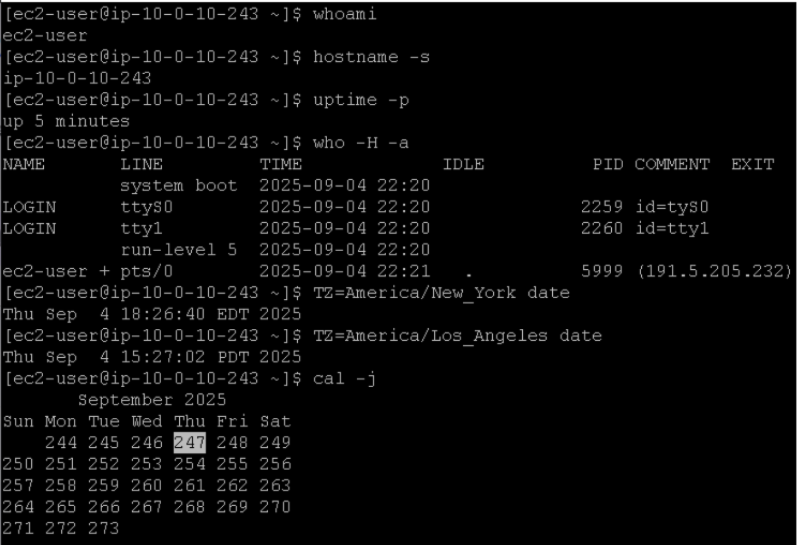 [ec2-user@ip-10-0-10-243 ~]$ whoami
ec2-user
[ec2-user@ip-10-0-10-243 ~]$ hostname -s
ip-10-0-10-243
[ec2-user@ip-10-0-10-243 ~]$ uptime -p
up 5 minutes
[ec2-user@ip-10-0-10-243 ~]$ who -H -a
NAME       LINE         TIME             IDLE          PID COMMENT  EXIT
           system boot  2025-09-04 22:20
LOGIN      ttyS0        2025-09-04 22:20              2259 id=tyS0
LOGIN      tty1         2025-09-04 22:20              2260 id=tty1
           run-level 5  2025-09-04 22:20
ec2-user + pts/0        2025-09-04 22:21   .          5999 (191.5.205.232)
[ec2-user@ip-10-0-10-243 ~]$ TZ=America/New_York date
Thu Sep  4 18:26:40 EDT 2025
[ec2-user@ip-10-0-10-243 ~]$ TZ=America/Los_Angeles date
Thu Sep  4 15:27:02 PDT 2025
[ec2-user@ip-10-0-10-243 ~]$ cal -j
       September 2025
Sun Mon Tue Wed Thu Fri Sat
    244 245 246 247 248 249
250 251 252 253 254 255 256
257 258 259 260 261 262 263
264 265 266 267 268 269 270
271 272 273